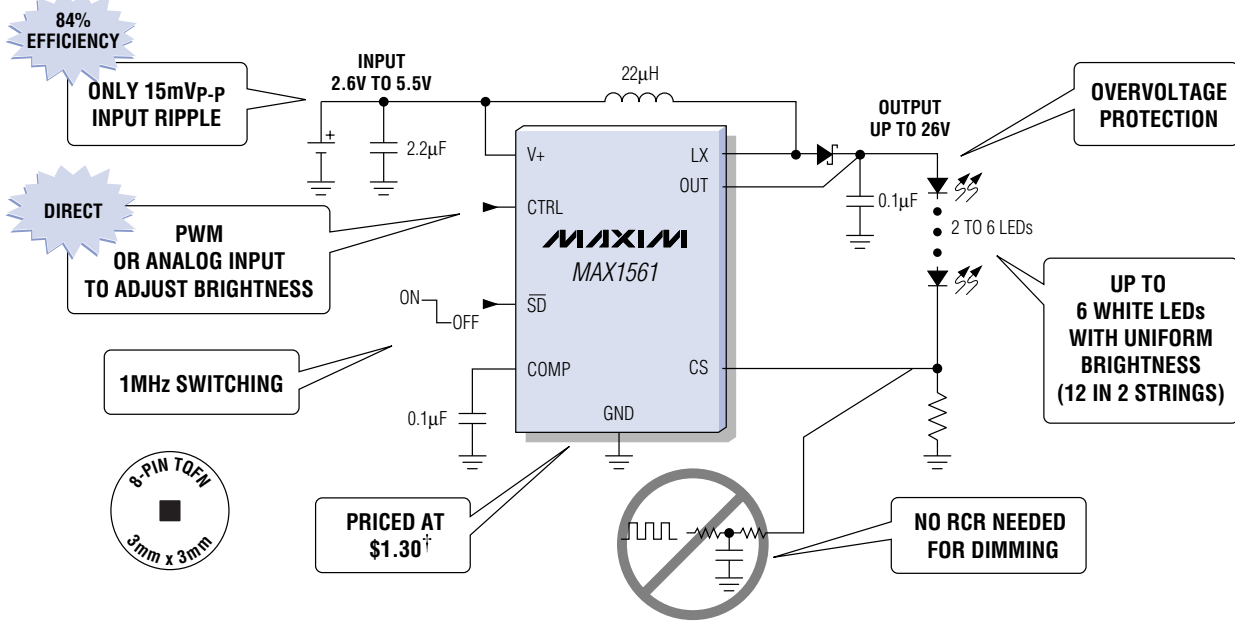 84%
EFFICIENCY
ONLY 15mVP-P
INPUT RIPPLE
INPUT
2.6V TO 5.5V
22µH
OUTPUT
UP TO 26V
OVERVOLTAGE
PROTECTION
+
2.2µF
V+
LX
OUT
0.1µF
DIRECT
PWM
OR ANALOG INPUT
TO ADJUST BRIGHTNESS
CTRL
MAXIM
MAX1561
2 TO 6 LEDs
ON
OFF
SD
UP TO
6 WHITE LEDs
WITH UNIFORM
BRIGHTNESS
(12 IN 2 STRINGS)
1MHz SWITCHING
COMP
CS
0.1µF
GND
8-PIN TQFN
3mm x 3mm
PRICED AT
$1.30†
NO RCR NEEDED
FOR DIMMING